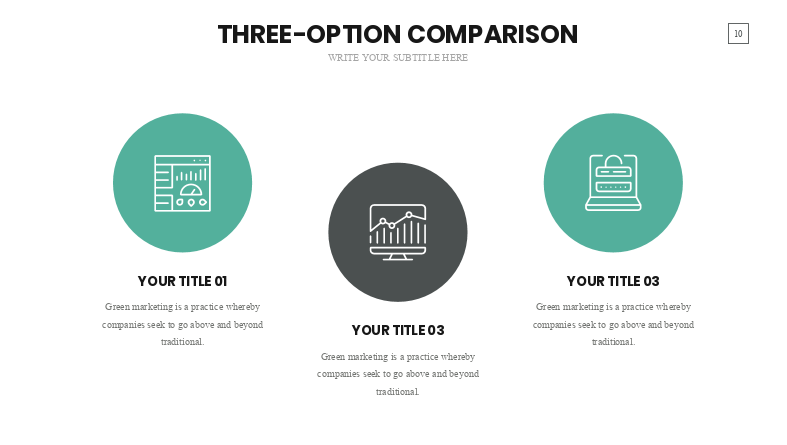 THREE-OPTION COMPARISON
WRITE YOUR SUBTITLE HERE
10
YOUR TITLE 01
Green marketing is a practice whereby
companies seek to go above and beyond
traditional.
YOUR TITLE 03
Green marketing is a practice whereby
companies seek to go above and beyond
traditional.
YOUR TITLE 03
Green marketing is a practice whereby
companies seek to go above and beyond
traditional.